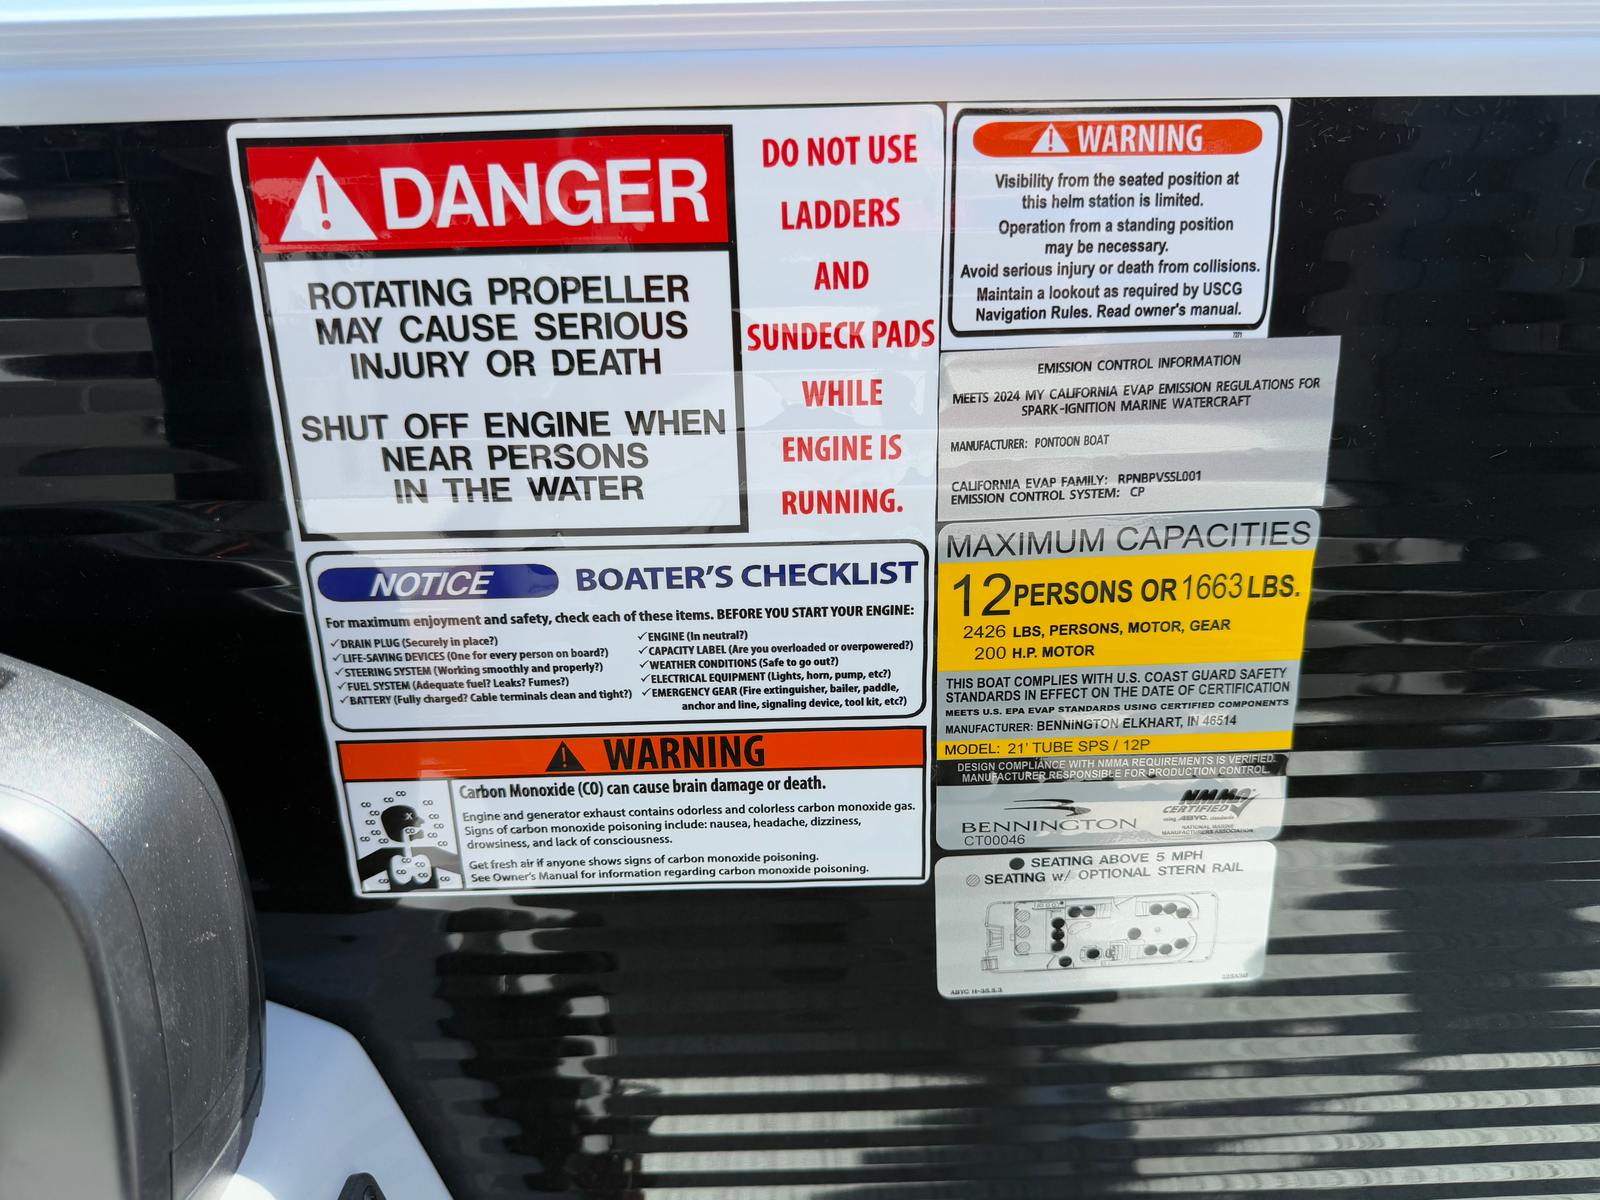 DANGER
ROTATING PROPELLER
MAY CAUSE SERIOUS
INJURY OR DEATH
SHUT OFF ENGINE WHEN
NEAR PERSONS
IN THE WATER
DO NOT USE
LADDERS
AND
SUNDECK PADS
WHILE
ENGINE IS
RUNNING.
NOTICE BOATER'S CHECKLIST
For maximum enjoyment and safety, check each of these items. BEFORE YOU START YOUR ENGINE:
✓DRAIN PLUG (Securely in place?)
✓LIFE-SAVING DEVICES (One for every person on board?)
✓STEERING SYSTEM (Working smoothly and properly?)
✓FUEL SYSTEM (Adequate fuel? Leaks? Fumes?)
✓BATTERY (Fully charged? Cable terminals clean and tight?)
✓ENGINE (In neutral?)
✓CAPACITY LABEL (Are you overloaded or overpowered?)
✓WEATHER CONDITIONS (Safe to go out?)
✓ELECTRICAL EQUIPMENT (Lights, horn, pump, etc?)
✓EMERGENCY GEAR (Fire extinguisher, bailer, paddle,
anchor and line, signaling device, tool kit, etc?)
WARNING
Carbon Monoxide (CO) can cause brain damage or death.
Engine and generator exhaust contains odorless and colorless carbon monoxide gas.
Signs of carbon monoxide poisoning include: nausea, headache, dizziness,
drowsiness, and lack of consciousness.
Get fresh air if anyone shows signs of carbon monoxide poisoning.
See Owner's Manual for information regarding carbon monoxide poisoning.
WARNING
Visibility from the seated position at
this helm station is limited.
Operation from a standing position
may be necessary.
Avoid serious injury or death from collisions.
Maintain a lookout as required by USCG
Navigation Rules. Read owner's manual.
EMISSION CONTROL INFORMATION
MEETS 2024 MY CALIFORNIA EVAP EMISSION REGULATIONS FOR
SPARK-IGNITION MARINE WATERCRAFT
MANUFACTURER: PONTOON BOAT
CALIFORNIA EVAP FAMILY: RPNBPVSSL001
EMISSION CONTROL SYSTEM: CP
MAXIMUM CAPACITIES
12 PERSONS OR 1663 LBS.
2426 LBS, PERSONS, MOTOR, GEAR
200 H.P. MOTOR
THIS BOAT COMPLIES WITH U.S. COAST GUARD SAFETY
STANDARDS IN EFFECT ON THE DATE OF CERTIFICATION
MEETS U.S. EPA EVAP STANDARDS USING CERTIFIED COMPONENTS
MANUFACTURER: BENNINGTON ELKHART, IN 46514
MODEL: 21' TUBE SPS / 12P
DESIGN COMPLIANCE WITH NMMA REQUIREMENTS IS VERIFIED.
MANUFACTURER RESPONSIBLE FOR PRODUCTION CONTROL.
BENNINGTON
CT00046
NMMA
CERTIFIED
using ABYC standards
NATIONAL MARINE
MANUFACTURERS ASSOCIATION
SEATING ABOVE 5 MPH
SEATING w/ OPTIONAL STERN RAIL
ABYC H-35.5.3